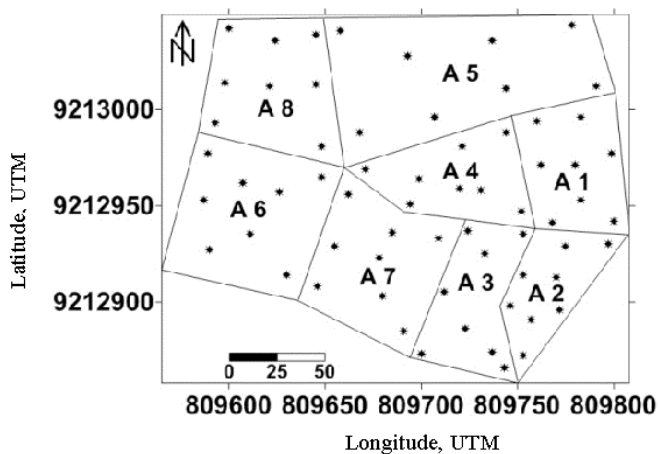 N
A 8
A 5
9213000
A 4
A 1
Latitude, UTM
9212950
A 6
A 7
A 3
A 2
9212900
0 25 50
809600 809650 809700 809750 809800
Longitude, UTM